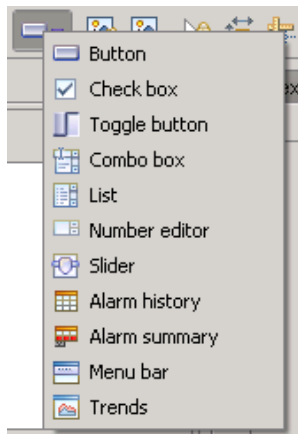 Button
Check box
Toggle button
Combo box
List
Number editor
Slider
Alarm history
Alarm summary
Menu bar
Trends